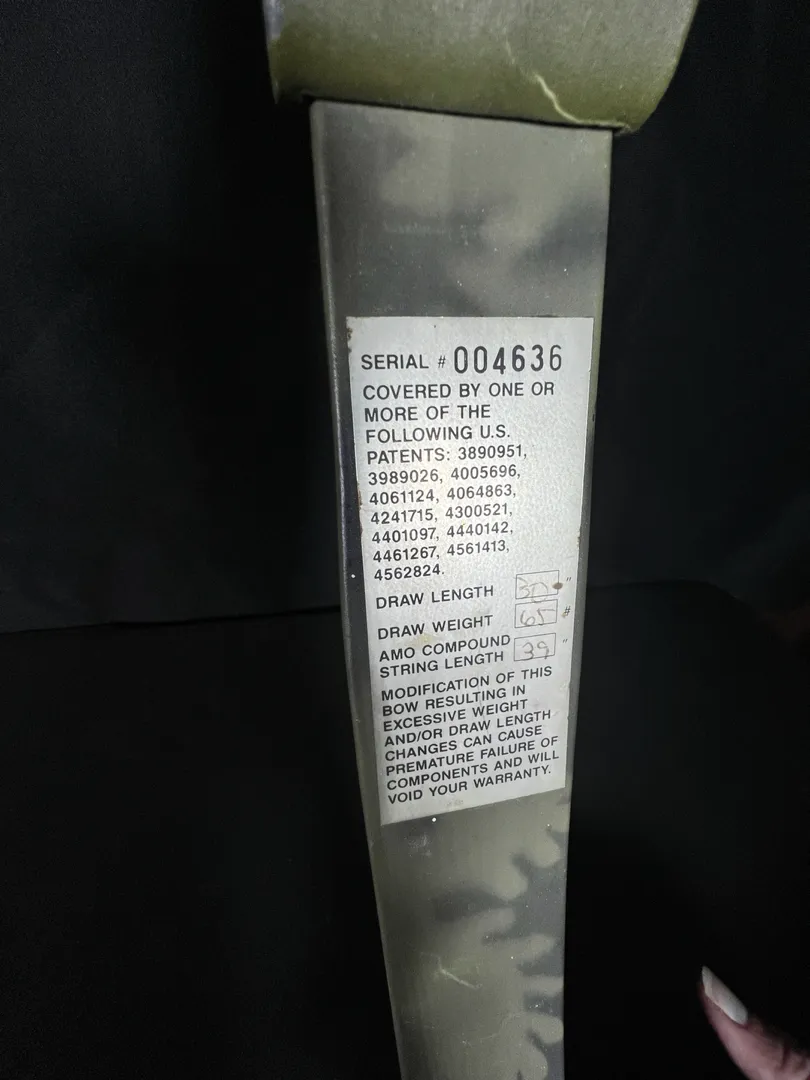 SERIAL # 004636
COVERED BY ONE OR
MORE OF THE
FOLLOWING U.S.
PATENTS: 3890951,
3989026, 4005696,
4061124, 4064863,
4241715, 4300521,
4401097, 4440142,
4461267, 4561413,
4562824.
DRAW LENGTH 30"
DRAW WEIGHT 65#
AMO COMPOUND
STRING LENGTH 39"
MODIFICATION OF THIS
BOW RESULTING IN
EXCESSIVE WEIGHT
AND/OR DRAW LENGTH
CHANGES CAN CAUSE
PREMATURE FAILURE OF
COMPONENTS AND WILL
VOID YOUR WARRANTY.